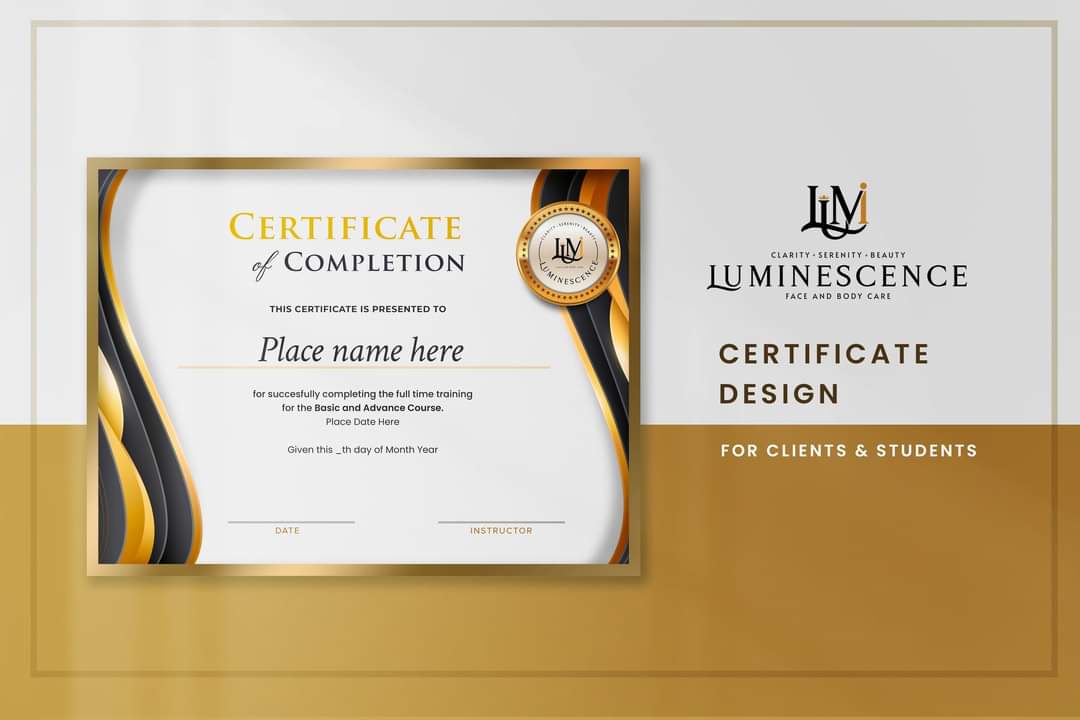 CERTIFICATE
of COMPLETION
THIS CERTIFICATE IS PRESENTED TO
Place name here
for succesfully completing the full time training
for the Basic and Advance Course.
Place Date Here
Given this _th day of Month Year
DATE
INSTRUCTOR
CLARITY • SERENITY • BEAUTY
LUMi
LUMINESCENCE
LUMi
CLARITY • SERENITY • BEAUTY
LUMINESCENCE
FACE AND BODY CARE
CERTIFICATE
DESIGN
FOR CLIENTS & STUDENTS